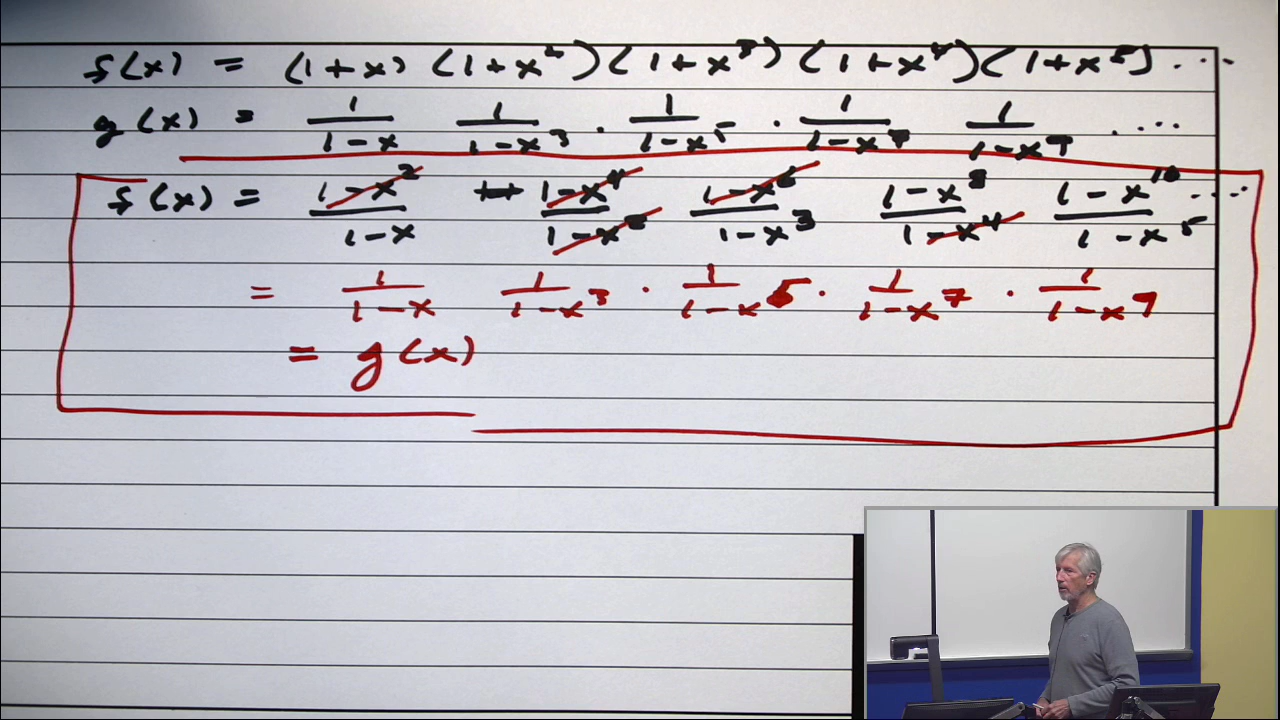 f(x) = (1+x) (1+x²)(1+x³)(1+x⁴)(1+x⁵) ....
g(x) = 1/(1-x) 1/(1-x³) · 1/(1-x⁵) · 1/(1-x⁷) 1/(1-x⁹) ....
f(x) = (1-x²)/(1-x) (1-x⁴)/(1-x²) (1-x⁶)/(1-x³) (1-x⁸)/(1-x⁴) (1-x¹⁰)/(1-x⁵) ....
= 1/(1-x) 1/(1-x³) · 1/(1-x⁵) · 1/(1-x⁷) · 1/(1-x⁹)
= g(x)